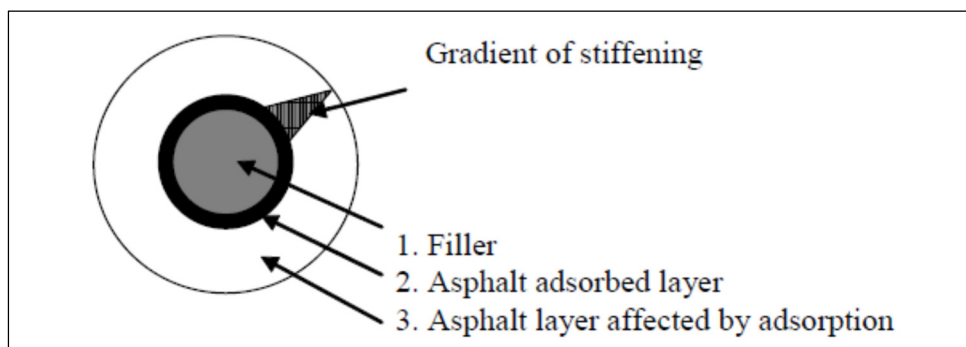 Gradient of stiffening
1. Filler
2. Asphalt adsorbed layer
3. Asphalt layer affected by adsorption